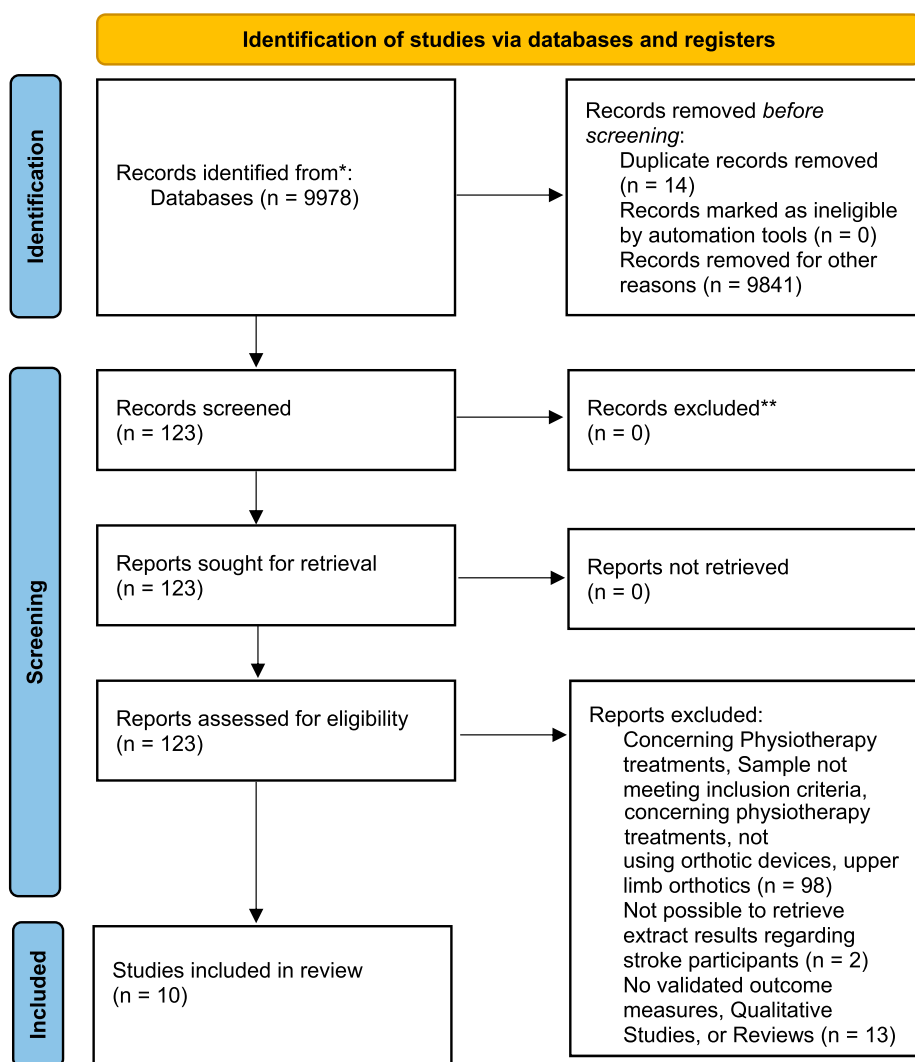 Identification of studies via databases and registers
Identification
Records identified from*:
Databases (n = 9978)
Records removed before
screening:
Duplicate records removed
(n = 14)
Records marked as ineligible
by automation tools (n = 0)
Records removed for other
reasons (n = 9841)
Screening
Records screened
(n = 123)
Records excluded**
(n = 0)
Reports sought for retrieval
(n = 123)
Reports not retrieved
(n = 0)
Reports assessed for eligibility
(n = 123)
Reports excluded:
Concerning Physiotherapy
treatments, Sample not
meeting inclusion criteria,
concerning physiotherapy
treatments, not
using orthotic devices, upper
limb orthotics (n = 98)
Not possible to retrieve
extract results regarding
stroke participants (n = 2)
No validated outcome
measures, Qualitative
Studies, or Reviews (n = 13)
Included
Studies included in review
(n = 10)